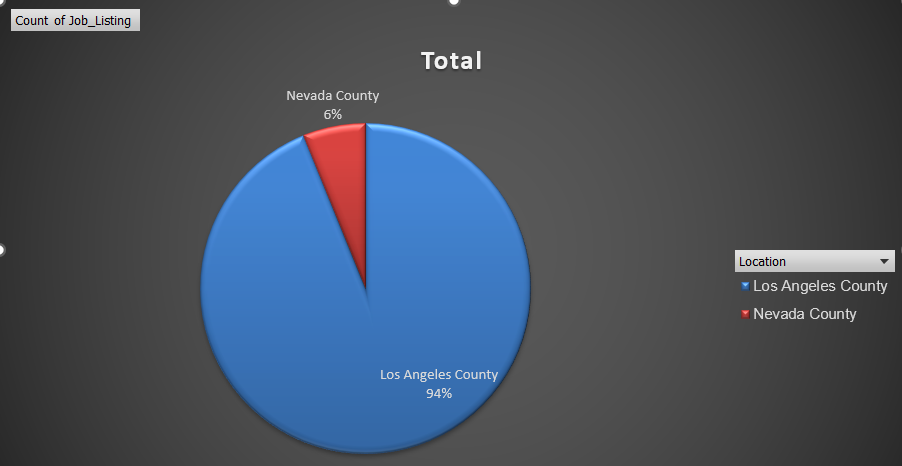 Count of Job_Listing
Total
Nevada County
6%
Location
Los Angeles County
Nevada County
Los Angeles County
94%